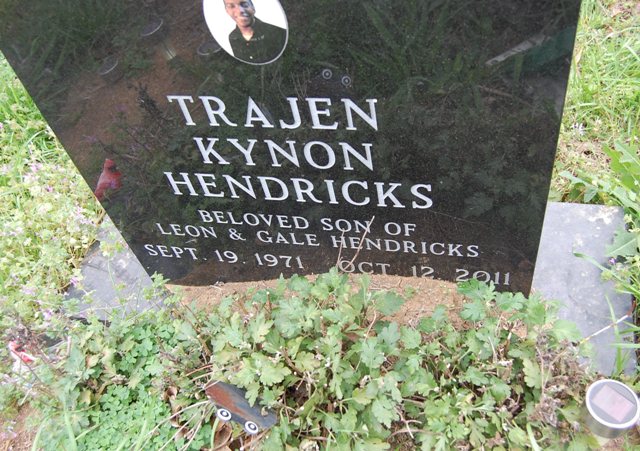 TRAJEN
KYNON
HENDRICKS
BELOVED SON OF
LEON & GALE HENDRICKS
SEPT. 19. 1971 OCT. 12. 2011